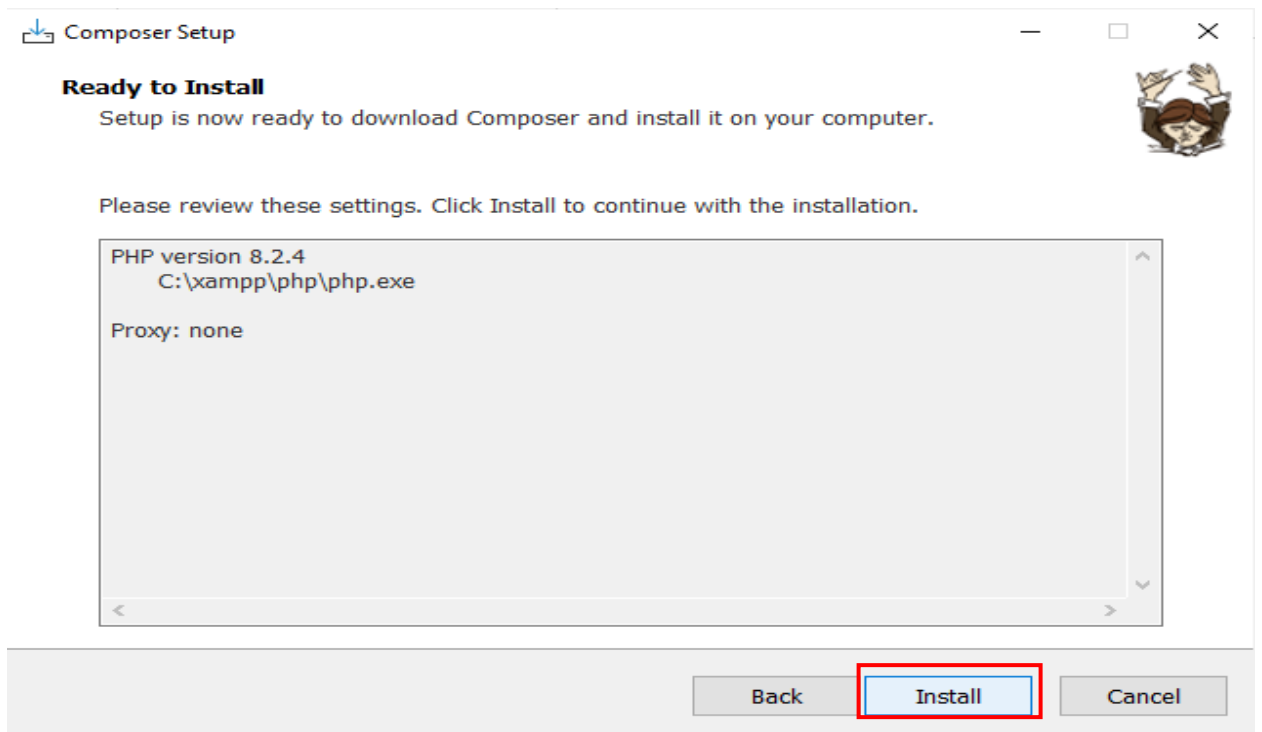 Composer Setup
Ready to Install
Setup is now ready to download Composer and install it on your computer.
Please review these settings. Click Install to continue with the installation.
PHP version 8.2.4
C:\xampp\php\php.exe
Proxy: none
Back Install Cancel